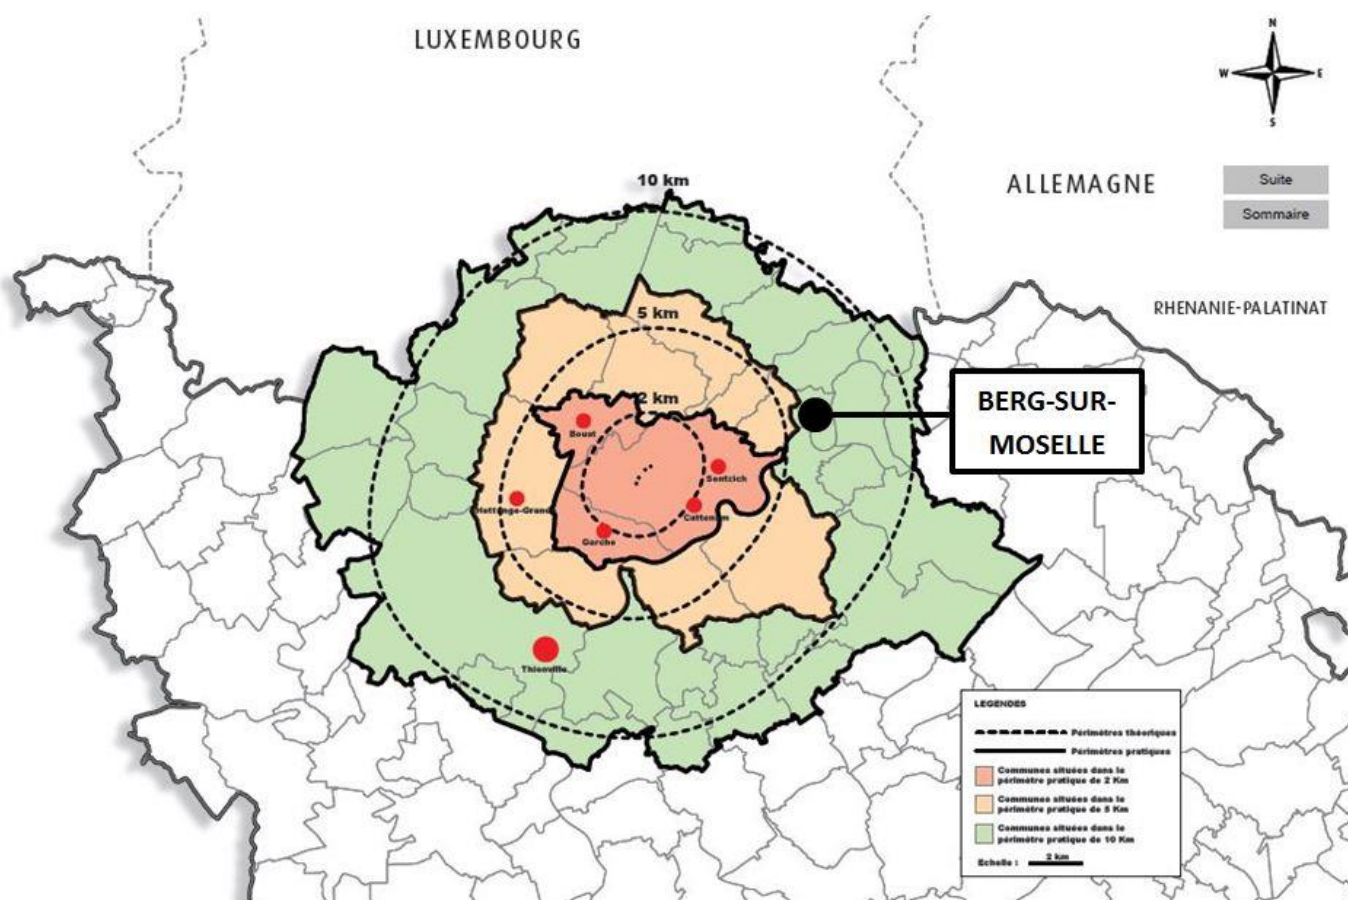 LUXEMBOURG
N
W
E
S
ALLEMAGNE
Suite
Sommaire
10 km
RHENANIE-PALATINAT
5 km
2 km
BERG-SUR-
MOSELLE
Boust
Sentzich
Hettange-Grande
Cattenom
Garche
Thionville
LEGENDES
Périmètres théoriques
Périmètres pratiques
Communes situées dans le
périmètre pratique de 2 Km
Communes situées dans le
périmètre pratique de 5 Km
Communes situées dans le
périmètre pratique de 10 Km
Echelle :
2 km